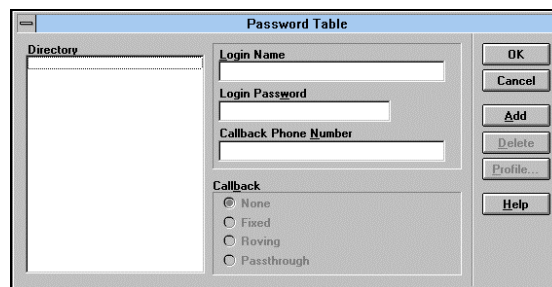 Password Table
Directory
Login Name
Login Password
Callback Phone Number
Callback
None
Fixed
Roving
Passthrough
OK
Cancel
Add
Delete
Profile...
Help